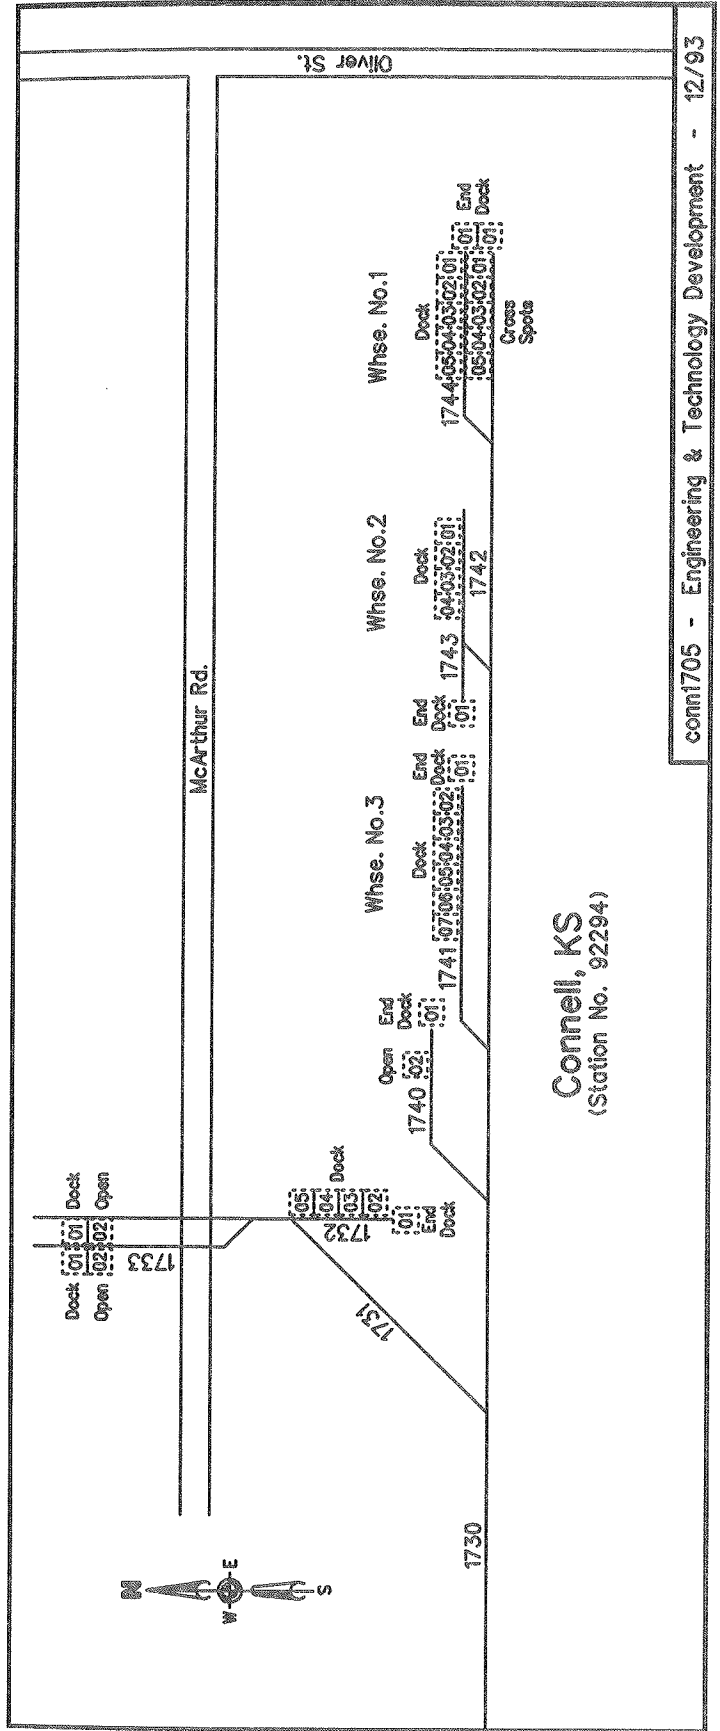 Oliver St.
McArthur Rd.
N
W E
S
Dock 01 01 Dock
Open 02 02 Open
1733
05
04
03
02
Dock
01
End
Dock
1732
1731
1730
Open
02
1740
End
Dock
01
Whse. No.3
Dock
1741 07 06 05 04 03 02
End
Dock
01
Whse. No.2
End
Dock
01
1743
Dock
04 03 02 01
1742
Whse. No.1
Dock
1744 05 04 03 02 01
05 04 03 02 01
Cross
Spots
01
01
End
Dock
Connell, KS
(Station No. 92294)
conn1705 - Engineering & Technology Development - 12/93